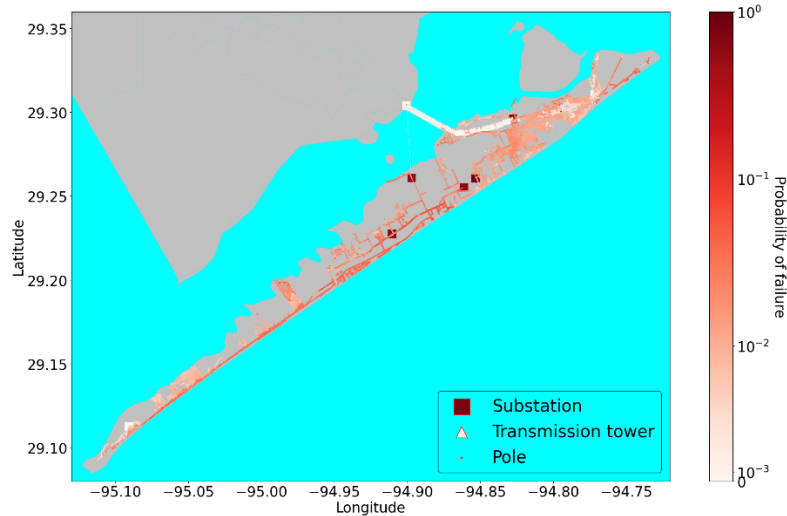 29.35
29.30
29.25
29.20
29.15
29.10
Latitude
−95.10 −95.05 −95.00 −94.95 −94.90 −94.85 −94.80 −94.75
Longitude
Substation
Transmission tower
Pole
10⁰
10⁻¹
10⁻²
10⁻³
0
Probability of failure